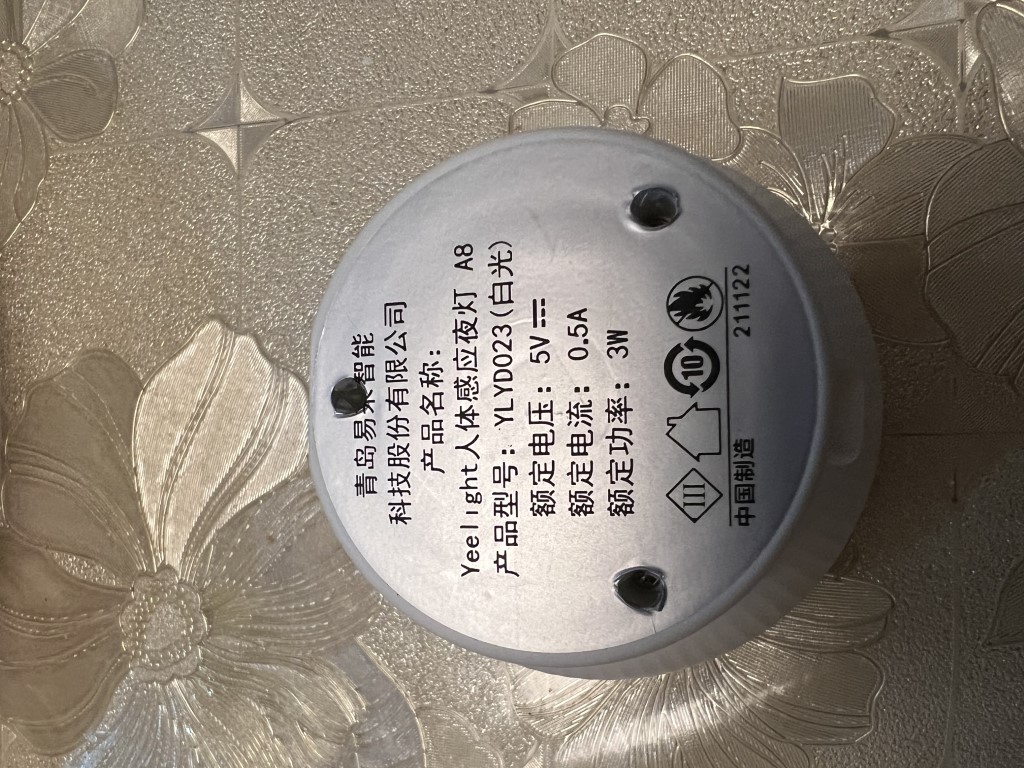 青岛易来智能
科技股份有限公司
产品名称：
Yeelight人体感应夜灯 A8
产品型号：YLYD023(白光)
额定电压：5V⎓
额定电流：0.5A
额定功率：3W
III 10
中国制造 211122